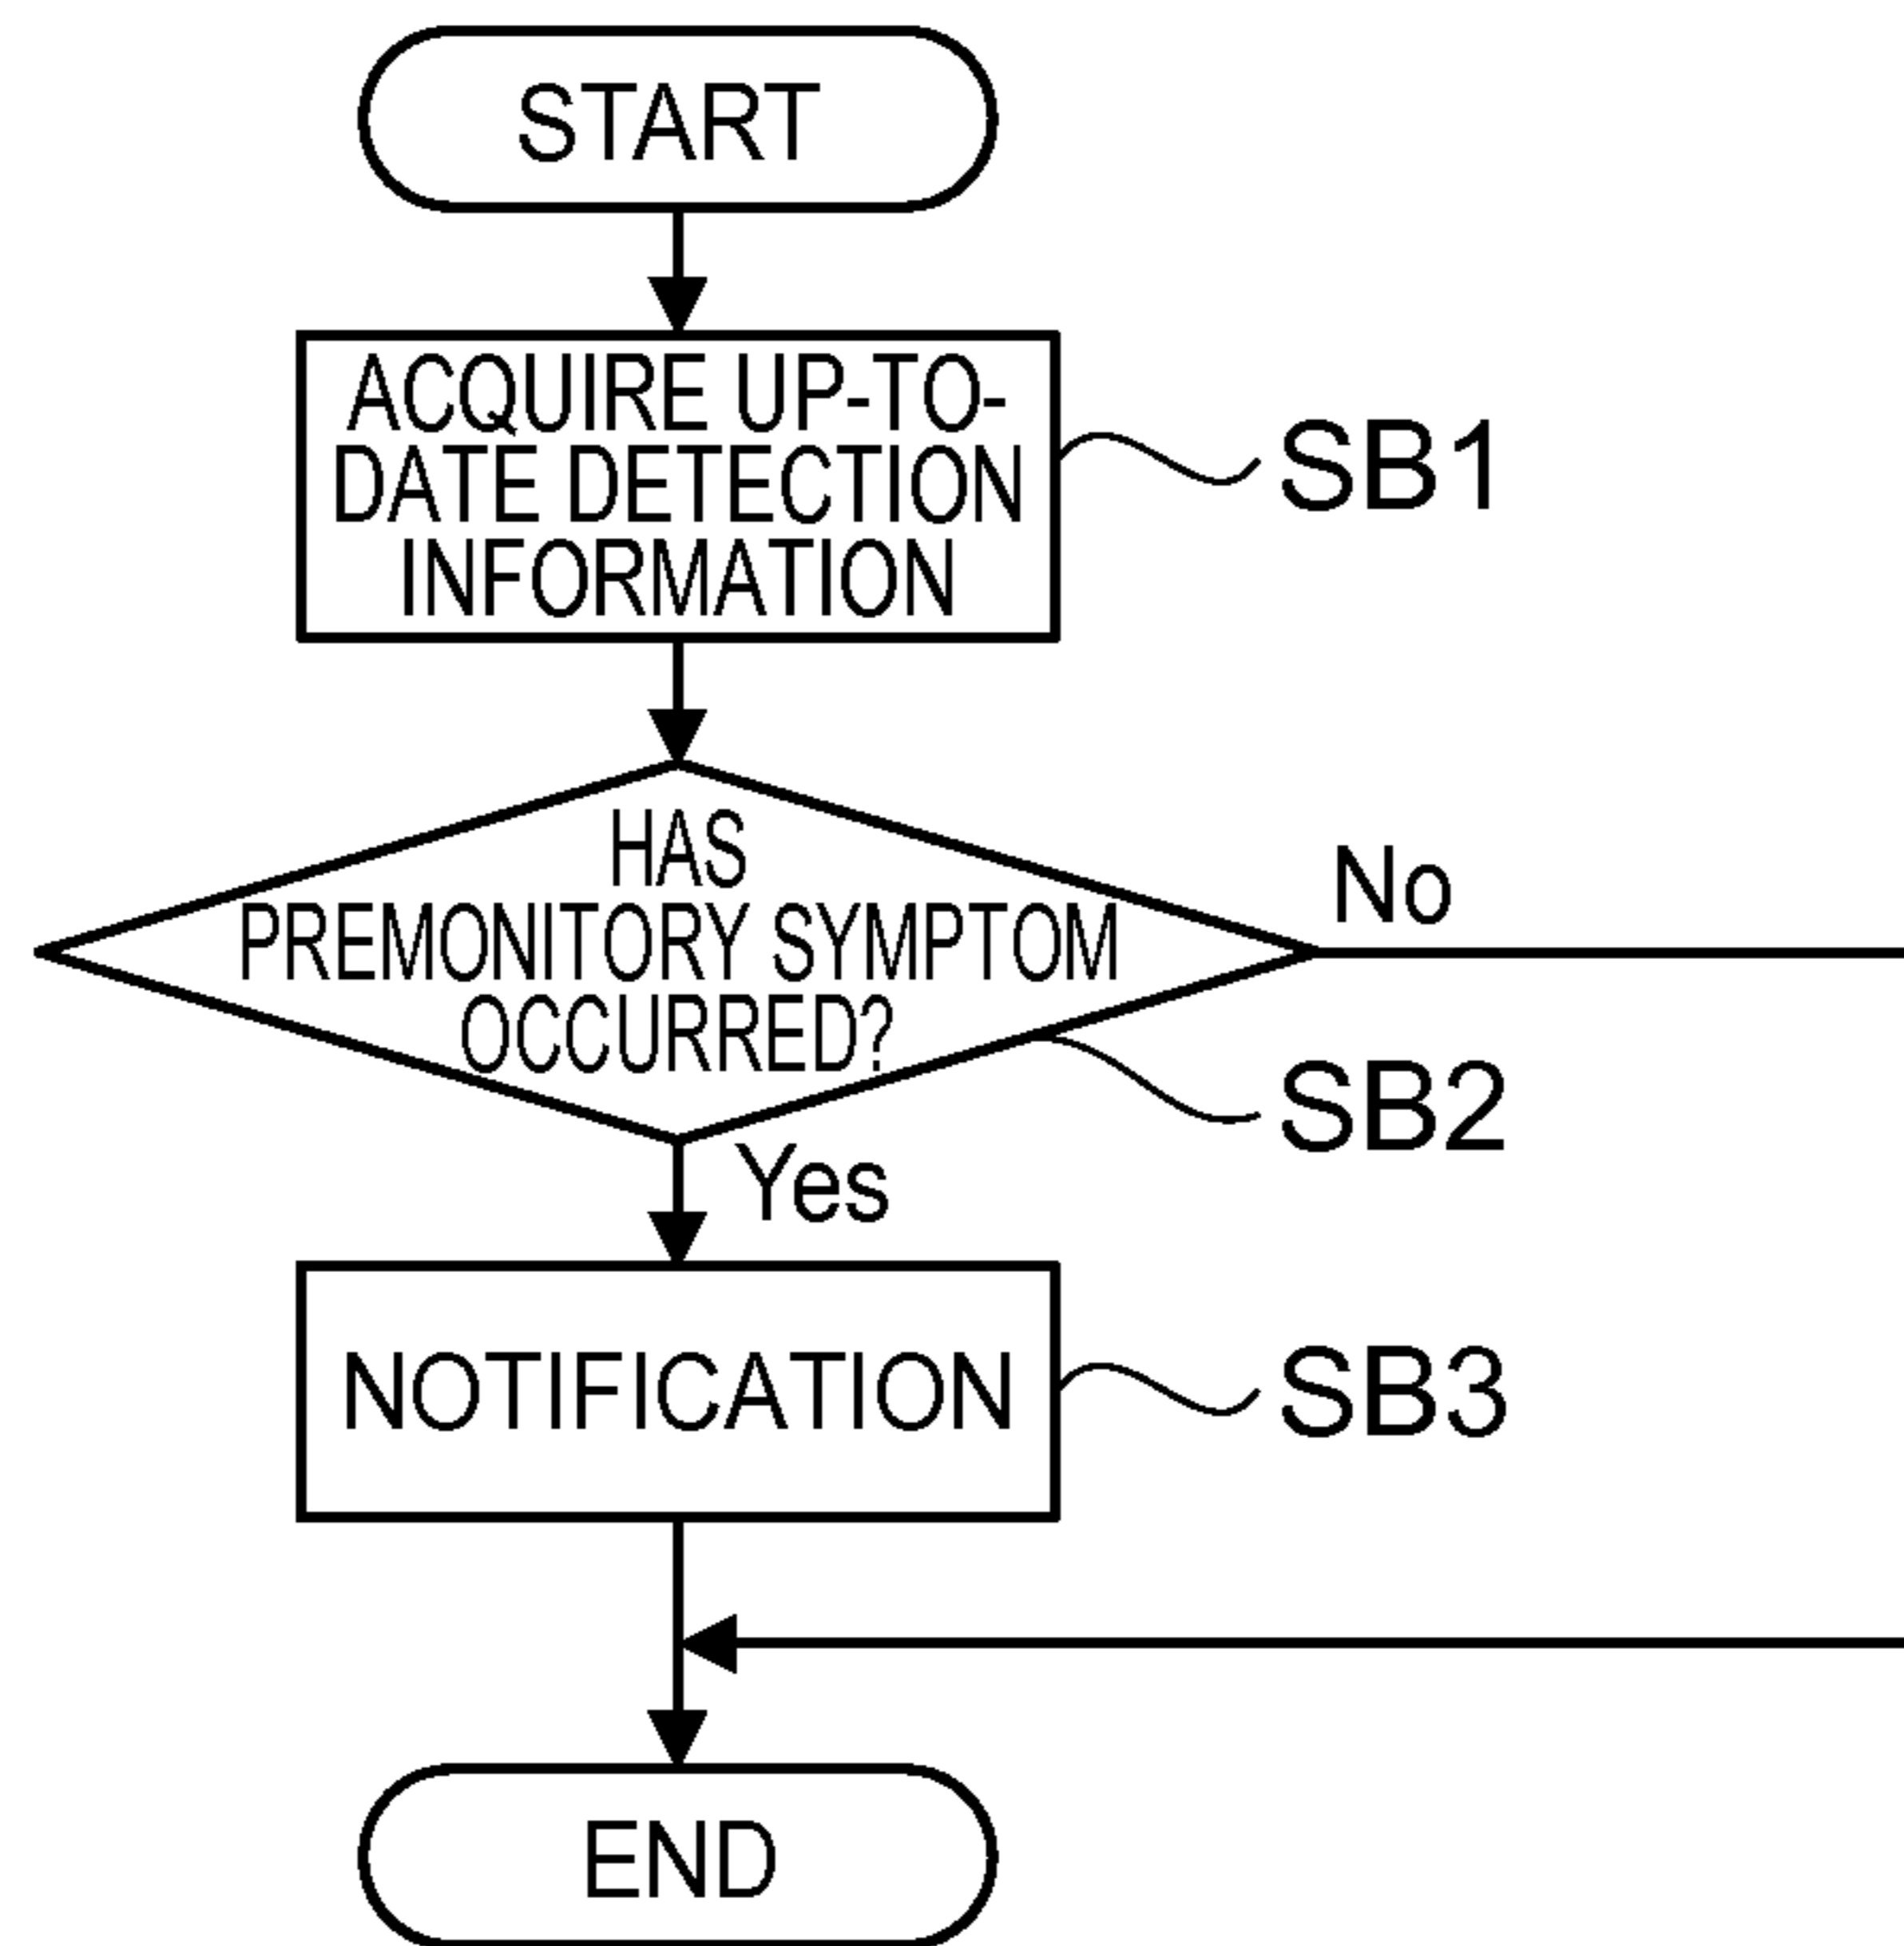 START
ACQUIRE UP-TO-
DATE DETECTION
INFORMATION
SB1
HAS
PREMONITORY SYMPTOM
OCCURRED?
No
SB2
Yes
NOTIFICATION
SB3
END